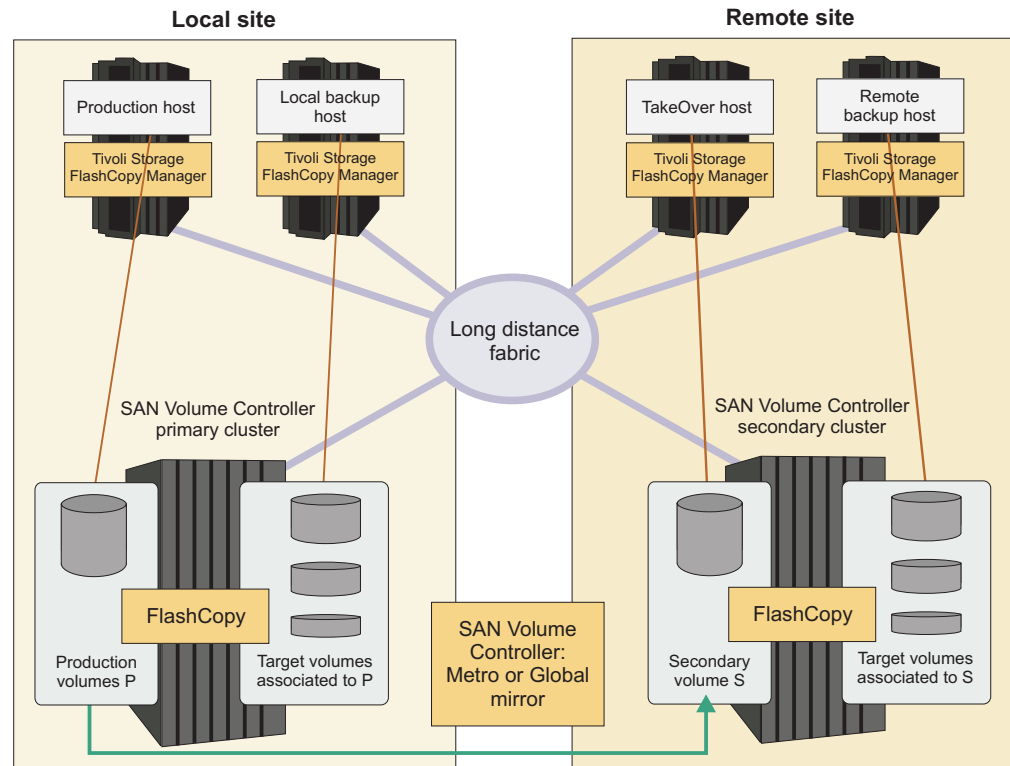 Local site
Remote site
Production host
Local backup
host
TakeOver host
Remote
backup host
Tivoli Storage
FlashCopy Manager
Tivoli Storage
FlashCopy Manager
Tivoli Storage
FlashCopy Manager
Tivoli Storage
FlashCopy Manager
Long distance
fabric
SAN Volume Controller
primary cluster
SAN Volume Controller
secondary cluster
FlashCopy
Production
volumes P
Target volumes
associated to P
SAN Volume
Controller:
Metro or Global
mirror
FlashCopy
Secondary
volume S
Target volumes
associated to S